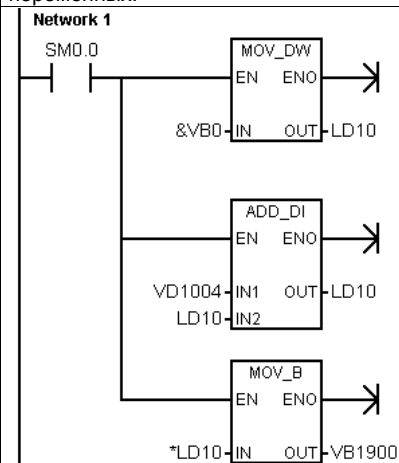 Network 1
SM0.0
MOV_DW
EN ENO
&VB0 IN OUT LD10
ADD_DI
EN ENO
VD1004 IN1 OUT LD10
LD10 IN2
MOV_B
EN ENO
*LD10 IN OUT VB1900